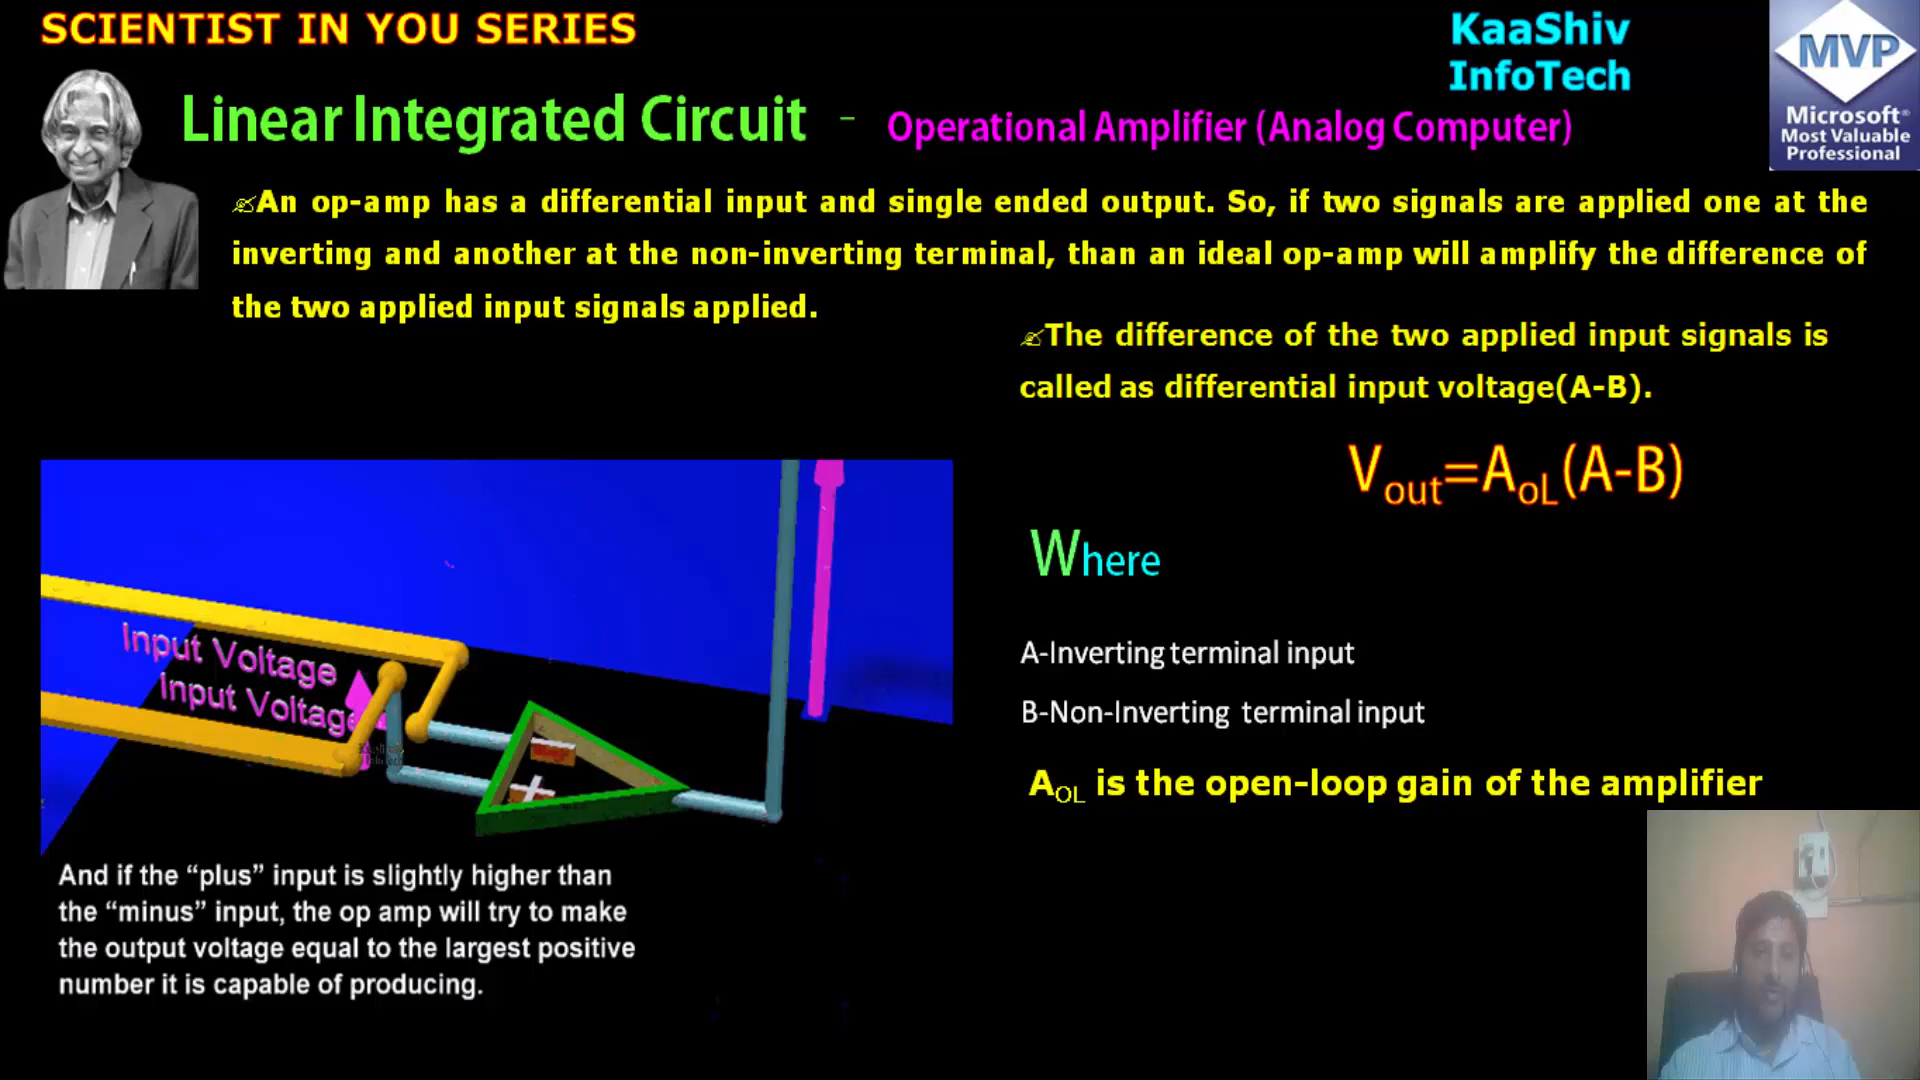 SCIENTIST IN YOU SERIES
KaaShiv
InfoTech
MVP
Microsoft®
Most Valuable
Professional
Linear Integrated Circuit - Operational Amplifier (Analog Computer)
An op-amp has a differential input and single ended output. So, if two signals are applied one at the
inverting and another at the non-inverting terminal, than an ideal op-amp will amplify the difference of
the two applied input signals applied.
The difference of the two applied input signals is
called as differential input voltage(A-B).
Vout=AoL(A-B)
Where
A-Inverting terminal input
B-Non-Inverting terminal input
AOL is the open-loop gain of the amplifier
Input Voltage
Input Voltage
And if the “plus” input is slightly higher than
the “minus” input, the op amp will try to make
the output voltage equal to the largest positive
number it is capable of producing.